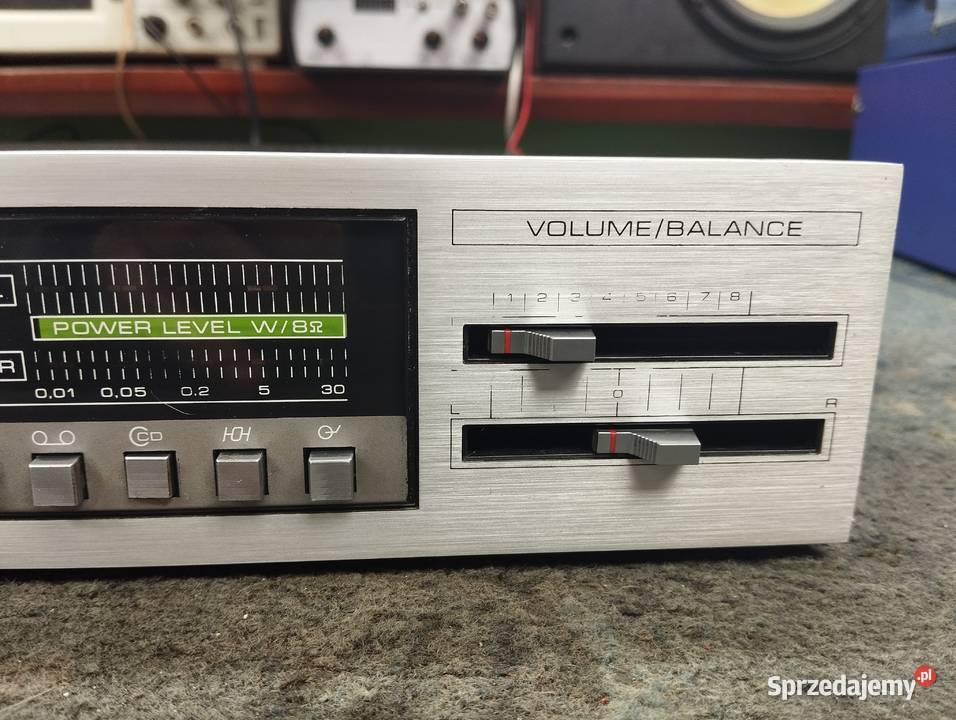 VOLUME/BALANCE
1 2 3 4 5 6 7 8
POWER LEVEL W/8Ω
R
0,01 0,05 0,2 5 30
L 0 R
CD
Sprzedajemy.pl